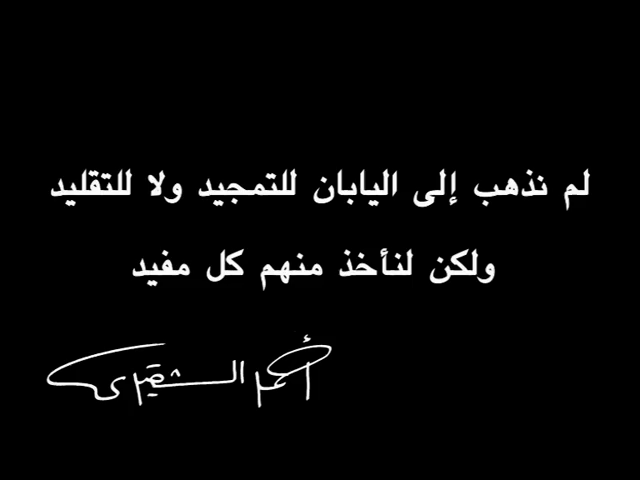 لم نذهب إلى اليابان للتمجيد ولا للتقليد
ولكن لنأخذ منهم كل مفيد
أحمد الشقيري